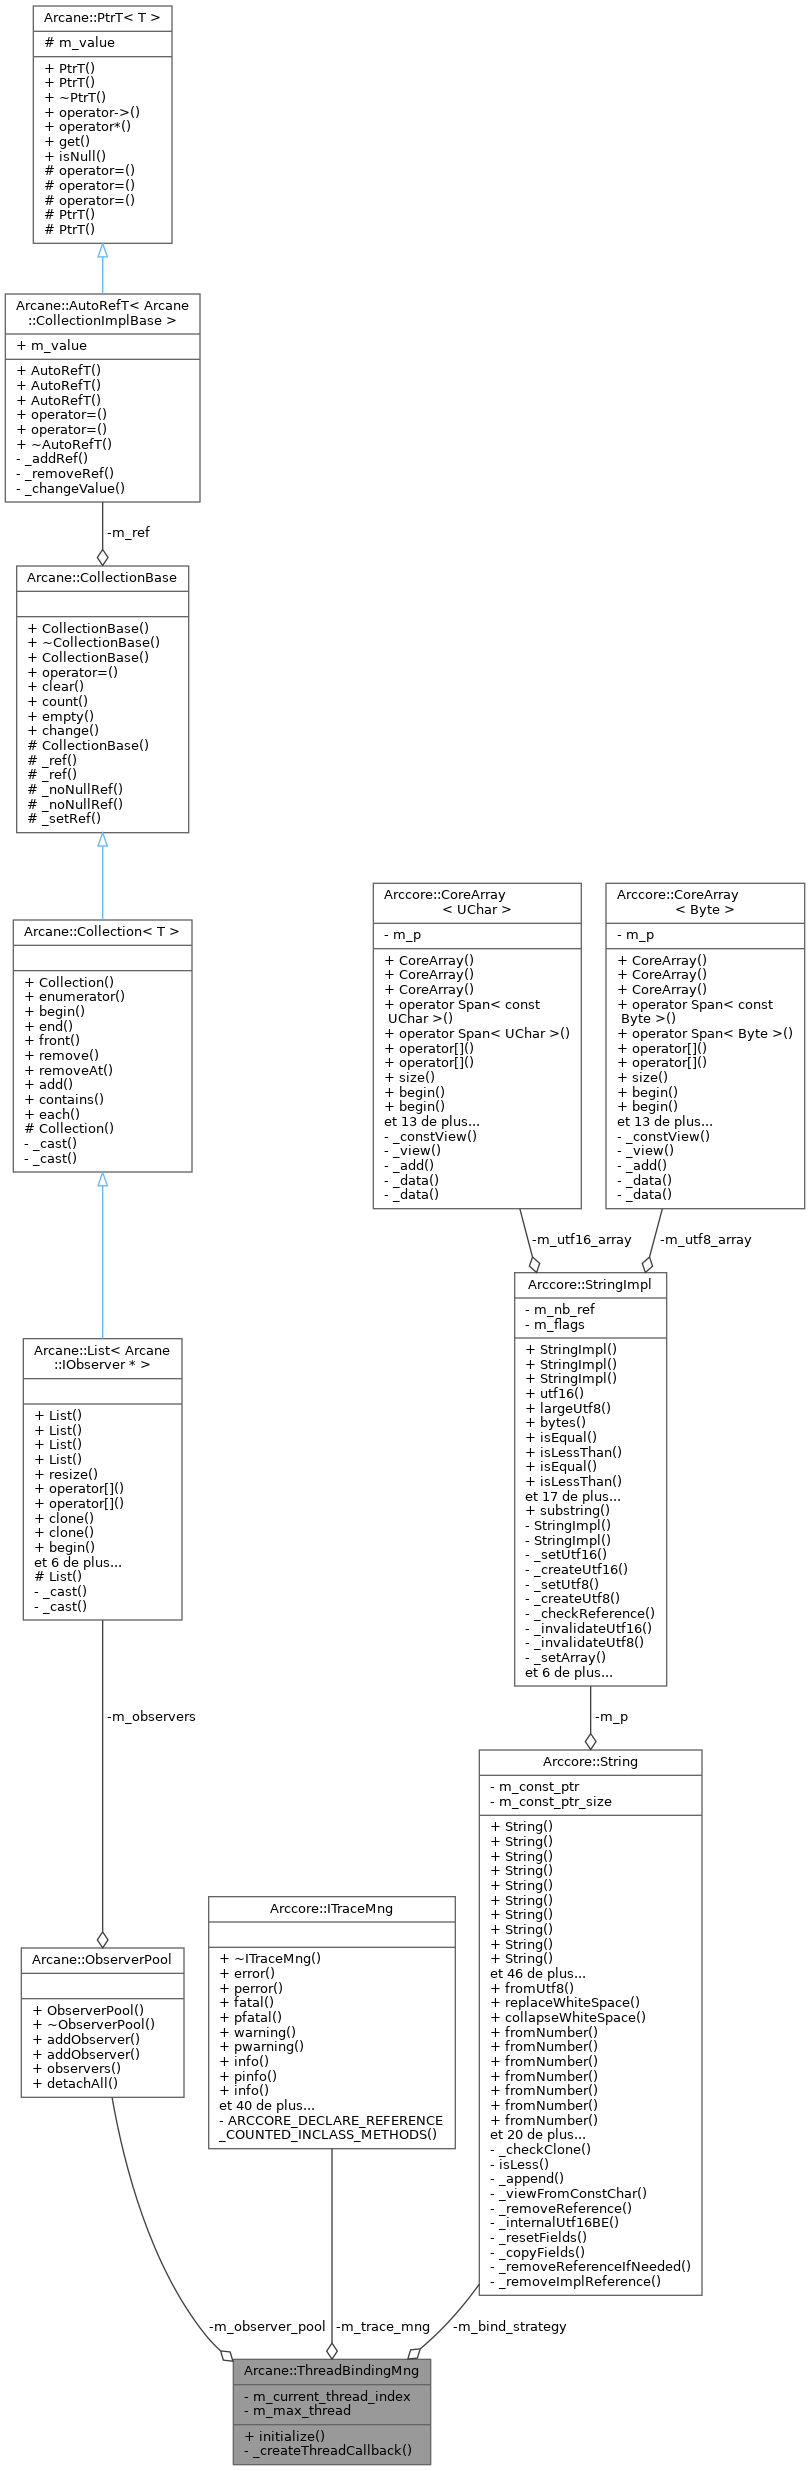 Arcane::PtrT< T >
# m_value
+ PtrT()
+ PtrT()
+ ~PtrT()
+ operator->()
+ operator*()
+ get()
+ isNull()
# operator=()
# operator=()
# operator=()
# PtrT()
# PtrT()
Arcane::AutoRefT< Arcane
::CollectionImplBase >
+ m_value
+ AutoRefT()
+ AutoRefT()
+ AutoRefT()
+ operator=()
+ operator=()
+ ~AutoRefT()
- _addRef()
- _removeRef()
- _changeValue()
-m_ref
Arcane::CollectionBase
+ CollectionBase()
+ ~CollectionBase()
+ CollectionBase()
+ operator=()
+ clear()
+ count()
+ empty()
+ change()
# CollectionBase()
# _ref()
# _ref()
# _noNullRef()
# _noNullRef()
# _setRef()
Arcane::Collection< T >
+ Collection()
+ enumerator()
+ begin()
+ end()
+ front()
+ remove()
+ removeAt()
+ add()
+ contains()
+ each()
# Collection()
- _cast()
- _cast()
Arccore::CoreArray
< UChar >
- m_p
+ CoreArray()
+ CoreArray()
+ CoreArray()
+ operator Span< const
UChar >()
+ operator Span< UChar >()
+ operator[]()
+ operator[]()
+ size()
+ begin()
+ begin()
et 13 de plus...
- _constView()
- _view()
- _add()
- _data()
- _data()
Arccore::CoreArray
< Byte >
- m_p
+ CoreArray()
+ CoreArray()
+ CoreArray()
+ operator Span< const
Byte >()
+ operator Span< Byte >()
+ operator[]()
+ operator[]()
+ size()
+ begin()
+ begin()
et 13 de plus...
- _constView()
- _view()
- _add()
- _data()
- _data()
-m_utf16_array
-m_utf8_array
Arccore::StringImpl
- m_nb_ref
- m_flags
+ StringImpl()
+ StringImpl()
+ StringImpl()
+ utf16()
+ largeUtf8()
+ bytes()
+ isEqual()
+ isLessThan()
+ isEqual()
+ isLessThan()
et 17 de plus...
+ substring()
- StringImpl()
- StringImpl()
- _setUtf16()
- _createUtf16()
- _setUtf8()
- _createUtf8()
- _checkReference()
- _invalidateUtf16()
- _invalidateUtf8()
- _setArray()
et 6 de plus...
Arcane::List< Arcane
::IObserver * >
+ List()
+ List()
+ List()
+ List()
+ resize()
+ operator[]()
+ operator[]()
+ clone()
+ clone()
+ begin()
et 6 de plus...
# List()
- _cast()
- _cast()
-m_observers
-m_p
Arccore::String
- m_const_ptr
- m_const_ptr_size
+ String()
+ String()
+ String()
+ String()
+ String()
+ String()
+ String()
+ String()
+ String()
+ String()
et 46 de plus...
+ fromUtf8()
+ replaceWhiteSpace()
+ collapseWhiteSpace()
+ fromNumber()
+ fromNumber()
+ fromNumber()
+ fromNumber()
+ fromNumber()
+ fromNumber()
+ fromNumber()
et 20 de plus...
- _checkClone()
- isLess()
- _append()
- _viewFromConstChar()
- _removeReference()
- _internalUtf16BE()
- _resetFields()
- _copyFields()
- _removeReferenceIfNeeded()
- _removeImplReference()
Arccore::ITraceMng
+ ~ITraceMng()
+ error()
+ perror()
+ fatal()
+ pfatal()
+ warning()
+ pwarning()
+ info()
+ pinfo()
+ info()
et 40 de plus...
- ARCCORE_DECLARE_REFERENCE
_COUNTED_INCLASS_METHODS()
Arcane::ObserverPool
+ ObserverPool()
+ ~ObserverPool()
+ addObserver()
+ addObserver()
+ observers()
+ detachAll()
-m_observer_pool
-m_trace_mng
-m_bind_strategy
Arcane::ThreadBindingMng
- m_current_thread_index
- m_max_thread
+ initialize()
- _createThreadCallback()